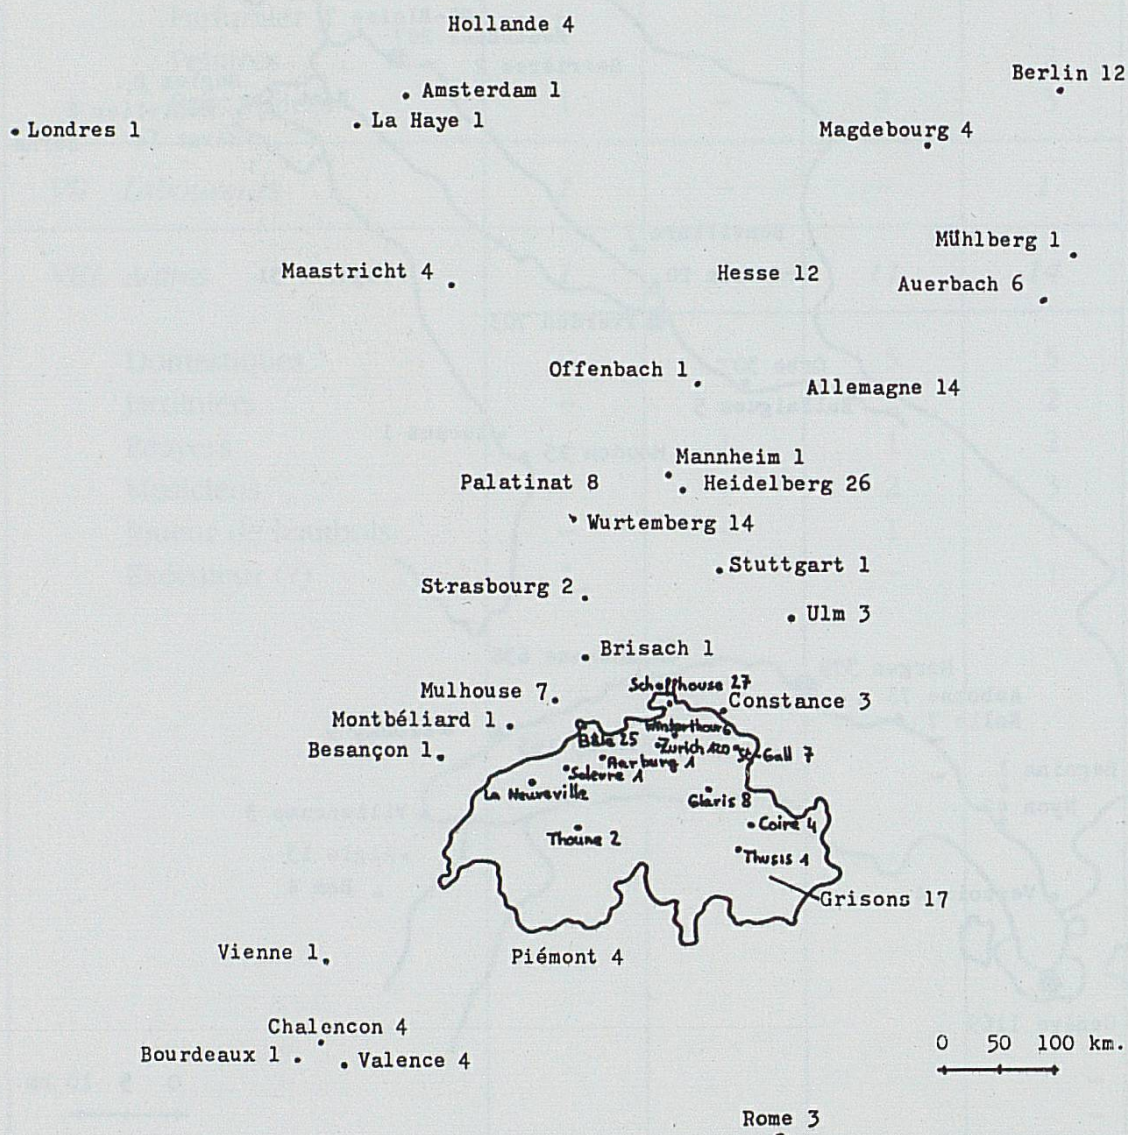 Hollande 4
Berlin 12
Amsterdam 1
Londres 1
La Haye 1
Magdebourg 4
Mühlberg 1
Maastricht 4
Hesse 12
Auerbach 6
Offenbach 1
Allemagne 14
Mannheim 1
Palatinat 8
Heidelberg 26
Wurtemberg 14
Stuttgart 1
Strasbourg 2
Ulm 3
Brisach 1
Schaffhouse 27
Mulhouse 7
Constance 3
Montbéliard 1
Winterthour 6
Bâle 25
Zurich 120
St-Gall 7
Besançon 1
Aarburg 1
Soleure 1
La Neuveville
Glaris 8
Coire 4
Thoune 2
Thusis 1
Grisons 17
Vienne 1
Piémont 4
Chalencon 4
Bourdeaux 1
Valence 4
0 50 100 km.
Rome 3